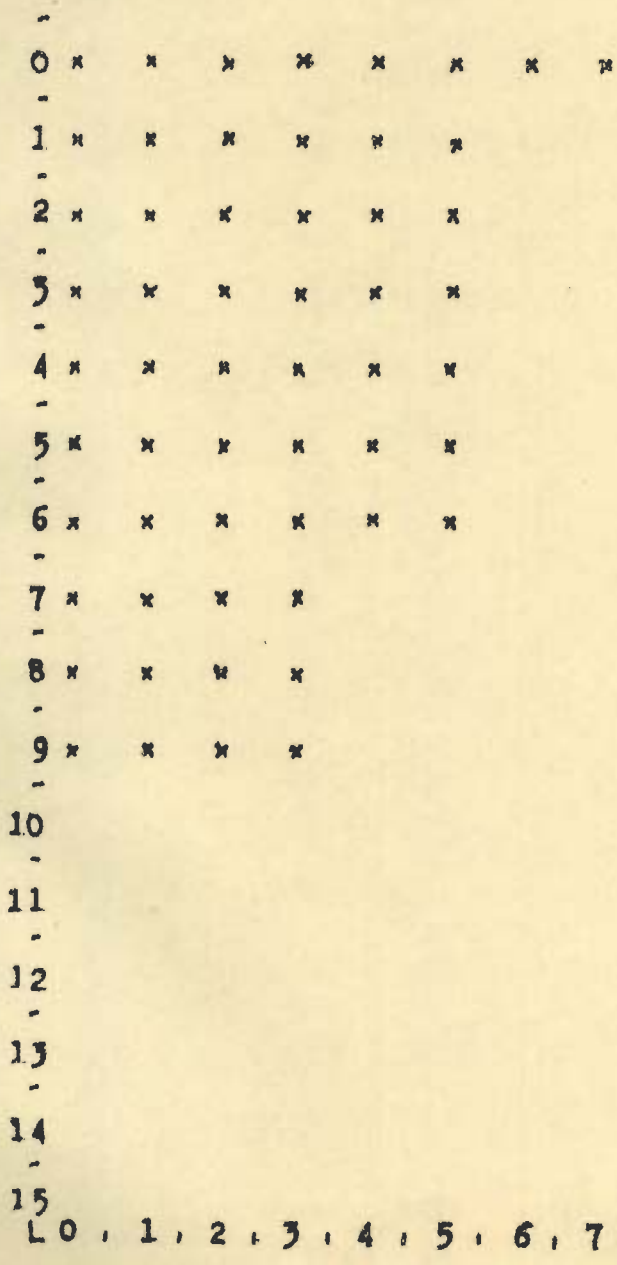 -
0 x x x x x x x x
-
1 x x x x x x
-
2 x x x x x x
-
3 x x x x x x
-
4 x x x x x x
-
5 x x x x x x
-
6 x x x x x x
-
7 x x x x
-
8 x x x x
-
9 x x x x
-
10
-
11
-
12
-
13
-
14
-
15
L 0 , 1 , 2 , 3 , 4 , 5 , 6 , 7